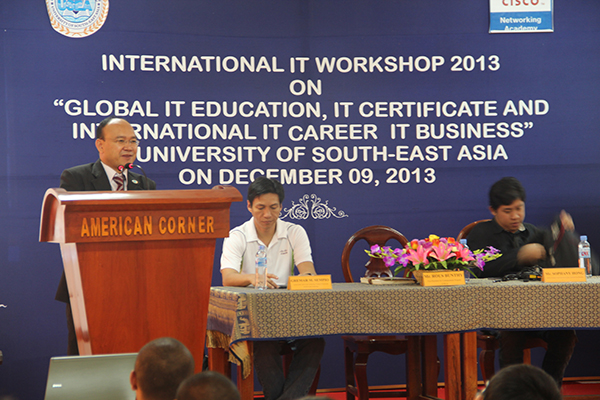 CISCO
Networking
Academy
INTERNATIONAL IT WORKSHOP 2013
ON
"GLOBAL IT EDUCATION, IT CERTIFICATE AND
INTERNATIONAL IT CAREER IT BUSINESS"
UNIVERSITY OF SOUTH-EAST ASIA
ON DECEMBER 09, 2013
AMERICAN CORNER